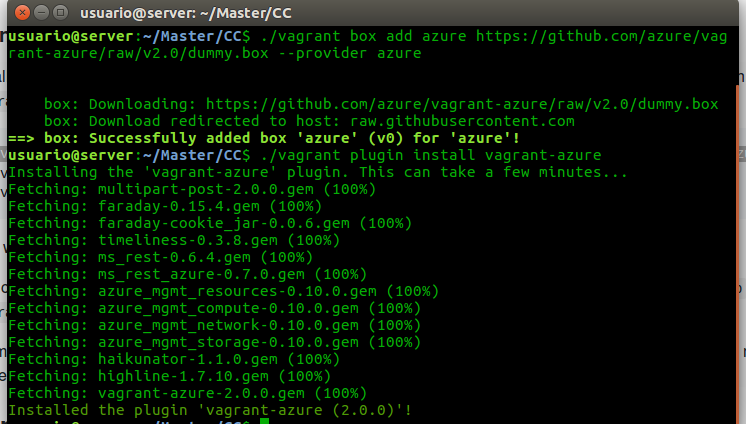 usuario@server: ~/Master/CC
usuario@server:~/Master/CC$ ./vagrant box add azure https://github.com/azure/vag
rant-azure/raw/v2.0/dummy.box --provider azure
box: Downloading: https://github.com/azure/vagrant-azure/raw/v2.0/dummy.box
box: Download redirected to host: raw.githubusercontent.com
==> box: Successfully added box 'azure' (v0) for 'azure'!
usuario@server:~/Master/CC$ ./vagrant plugin install vagrant-azure
Installing the 'vagrant-azure' plugin. This can take a few minutes...
Fetching: multipart-post-2.0.0.gem (100%)
Fetching: faraday-0.15.4.gem (100%)
Fetching: faraday-cookie_jar-0.0.6.gem (100%)
Fetching: timeliness-0.3.8.gem (100%)
Fetching: ms_rest-0.6.4.gem (100%)
Fetching: ms_rest_azure-0.7.0.gem (100%)
Fetching: azure_mgmt_resources-0.10.0.gem (100%)
Fetching: azure_mgmt_compute-0.10.0.gem (100%)
Fetching: azure_mgmt_network-0.10.0.gem (100%)
Fetching: azure_mgmt_storage-0.10.0.gem (100%)
Fetching: haikunator-1.1.0.gem (100%)
Fetching: highline-1.7.10.gem (100%)
Fetching: vagrant-azure-2.0.0.gem (100%)
Installed the plugin 'vagrant-azure (2.0.0)'!
usuario@server:~/Master/CC$